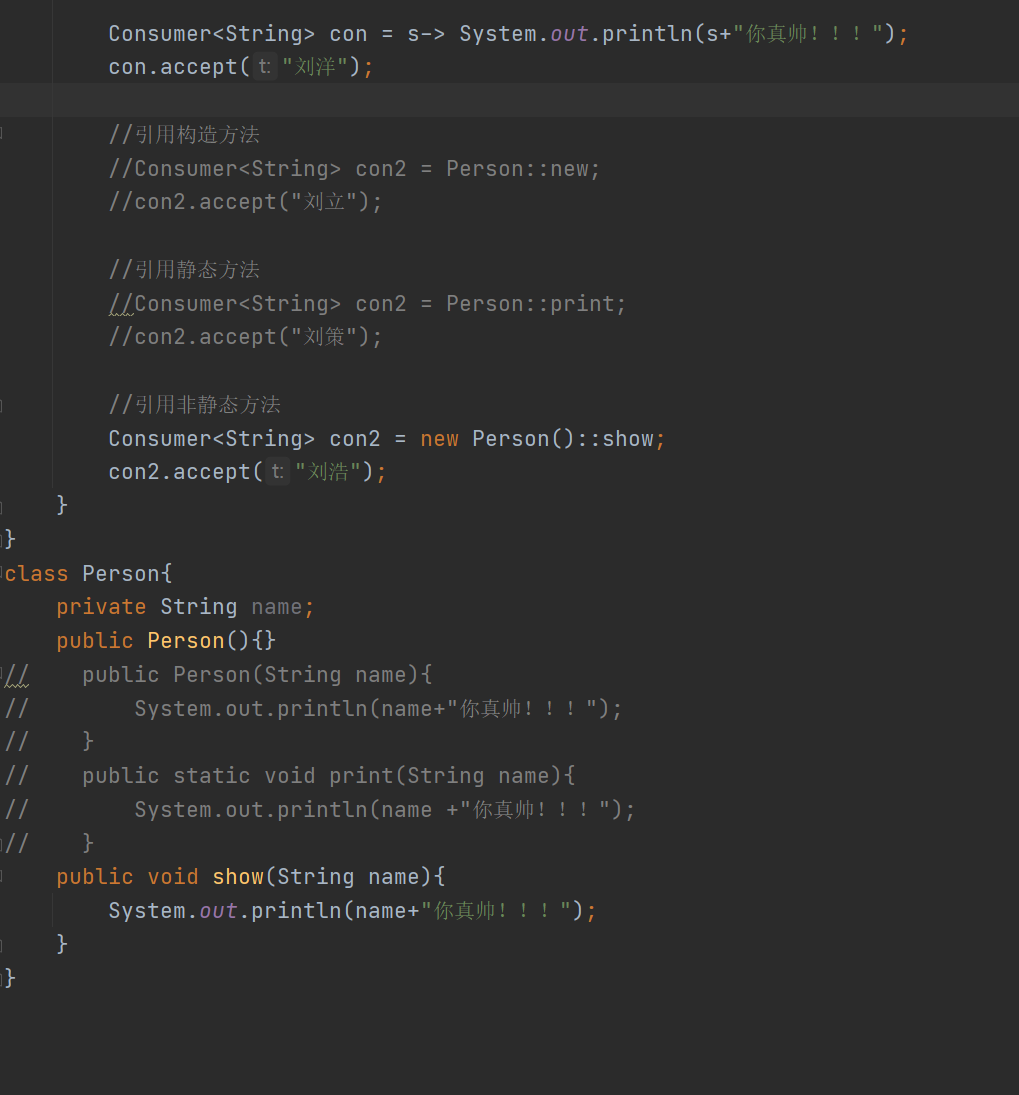 Consumer<String> con = s-> System.out.println(s+"你真帅！！！");
con.accept( t: "刘洋");
//引用构造方法
//Consumer<String> con2 = Person::new;
//con2.accept("刘立");
//引用静态方法
//Consumer<String> con2 = Person::print;
//con2.accept("刘策");
//引用非静态方法
Consumer<String> con2 = new Person()::show;
con2.accept( t: "刘浩");
}
}
class Person{
private String name;
public Person(){}
//    public Person(String name){
//        System.out.println(name+"你真帅！！！");
//    }
//    public static void print(String name){
//        System.out.println(name +"你真帅！！！");
//    }
public void show(String name){
System.out.println(name+"你真帅！！！");
}
}